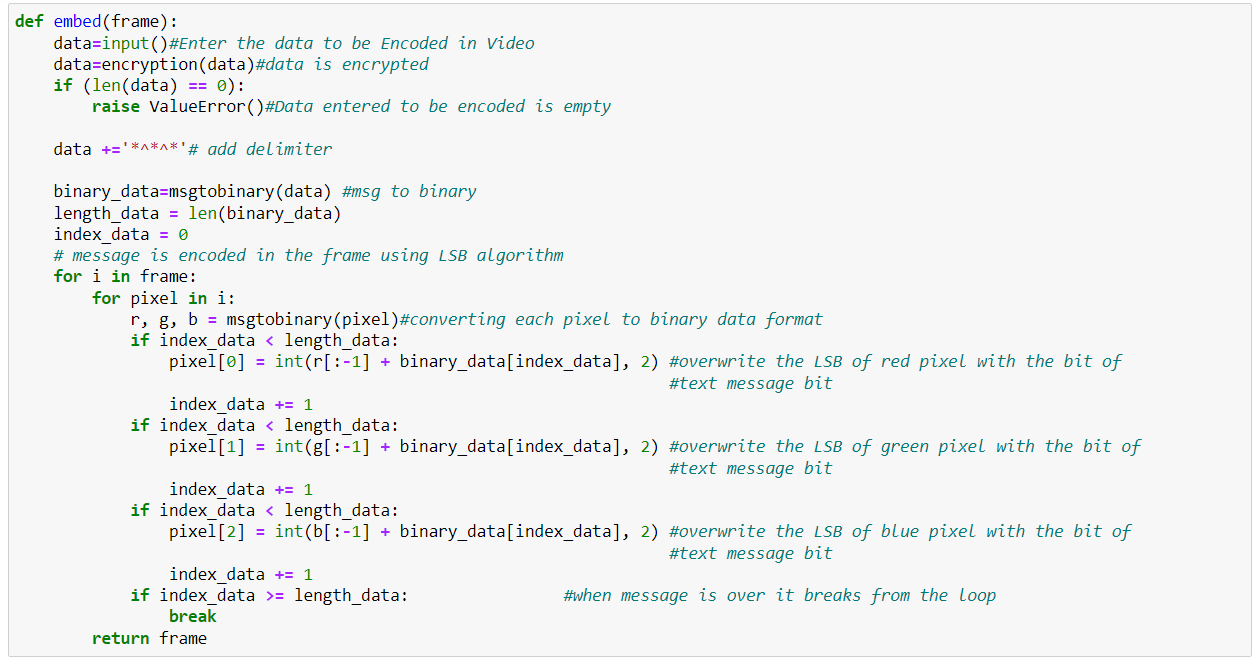 def embed(frame):
    data=input()#Enter the data to be Encoded in Video
    data=encryption(data)#data is encrypted
    if (len(data) == 0):
        raise ValueError()#Data entered to be encoded is empty

    data +='*^*^*'# add delimiter

    binary_data=msgtobinary(data) #msg to binary
    length_data = len(binary_data)
    index_data = 0
    # message is encoded in the frame using LSB algorithm
    for i in frame:
        for pixel in i:
            r, g, b = msgtobinary(pixel)#converting each pixel to binary data format
            if index_data < length_data:
                pixel[0] = int(r[:-1] + binary_data[index_data], 2) #overwrite the LSB of red pixel with the bit of
                                                                    #text message bit
                index_data += 1
            if index_data < length_data:
                pixel[1] = int(g[:-1] + binary_data[index_data], 2) #overwrite the LSB of green pixel with the bit of
                                                                    #text message bit
                index_data += 1
            if index_data < length_data:
                pixel[2] = int(b[:-1] + binary_data[index_data], 2) #overwrite the LSB of blue pixel with the bit of
                                                                    #text message bit
                index_data += 1
            if index_data >= length_data:                #when message is over it breaks from the loop
                break
        return frame